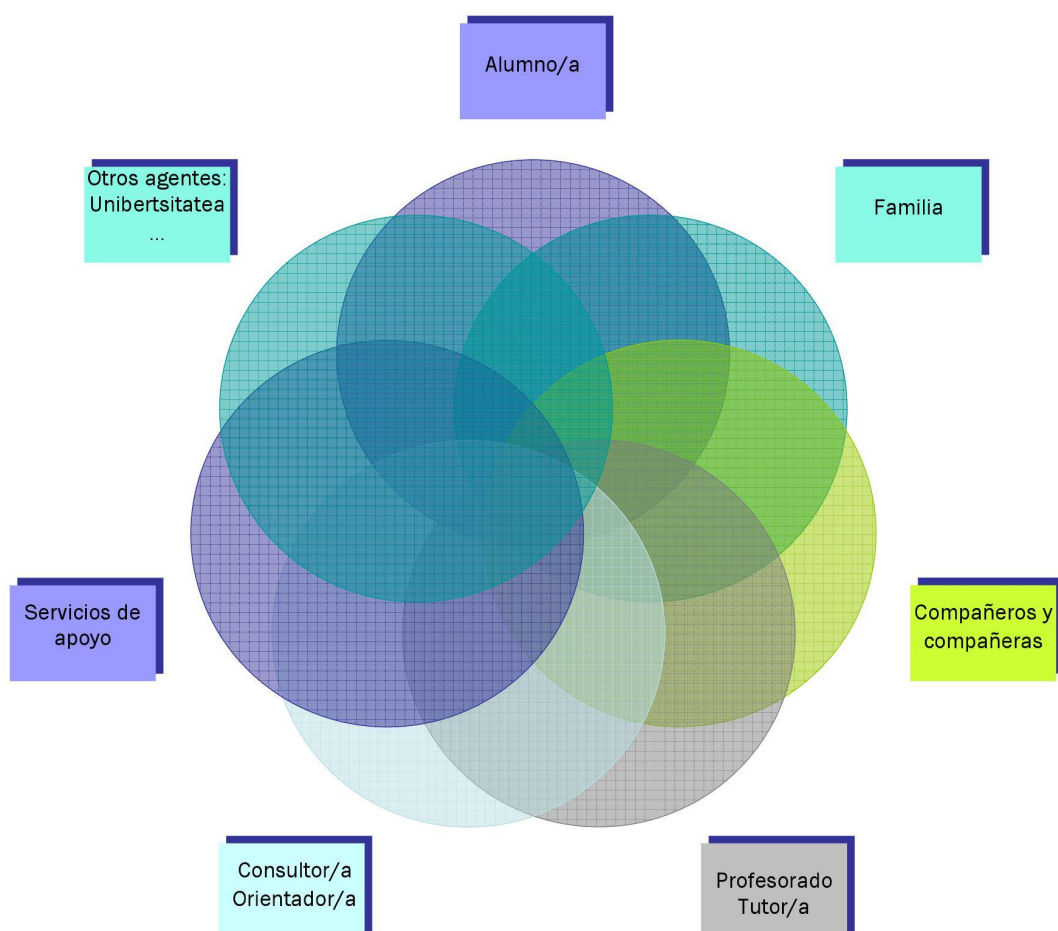 Alumno/a
Otros agentes:
Unibertsitatea
...
Familia
Servicios de
apoyo
Compañeros y
compañeras
Consultor/a
Orientador/a
Profesorado
Tutor/a